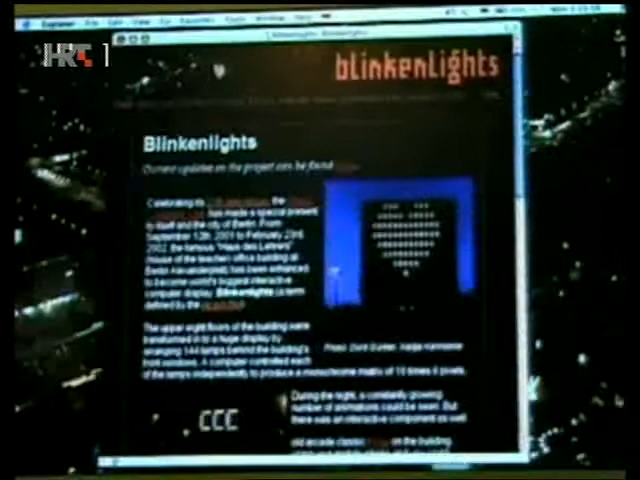 HRT 1
Explorer File Edit View
Blinkenlights Blinkenlights
blinkenlights
Blinkenlights
Current updates on the project can be found
Celebrating its the
has made a special present
to itself and the city of Berlin. From
September 12th, 2001 to February 23rd
2002, the famous "Haus des Lehrers"
(house of the teacher) office building at
Berlin Alexanderplatz has been enhanced
to become world's biggest interactive
computer display: Blinkenlights (a term
defined by the
The upper eight floors of the building were
transformed in to a huge display by
arranging 144 lamps behind the building's
front windows. A computer controlled each
of the lamps independently to produce a monochrome matrix of 18 times 8 pixels.
During the night, a constantly growing
number of animations could be seen. But
there was an interactive component as well:
old arcade classic on the building
CCC